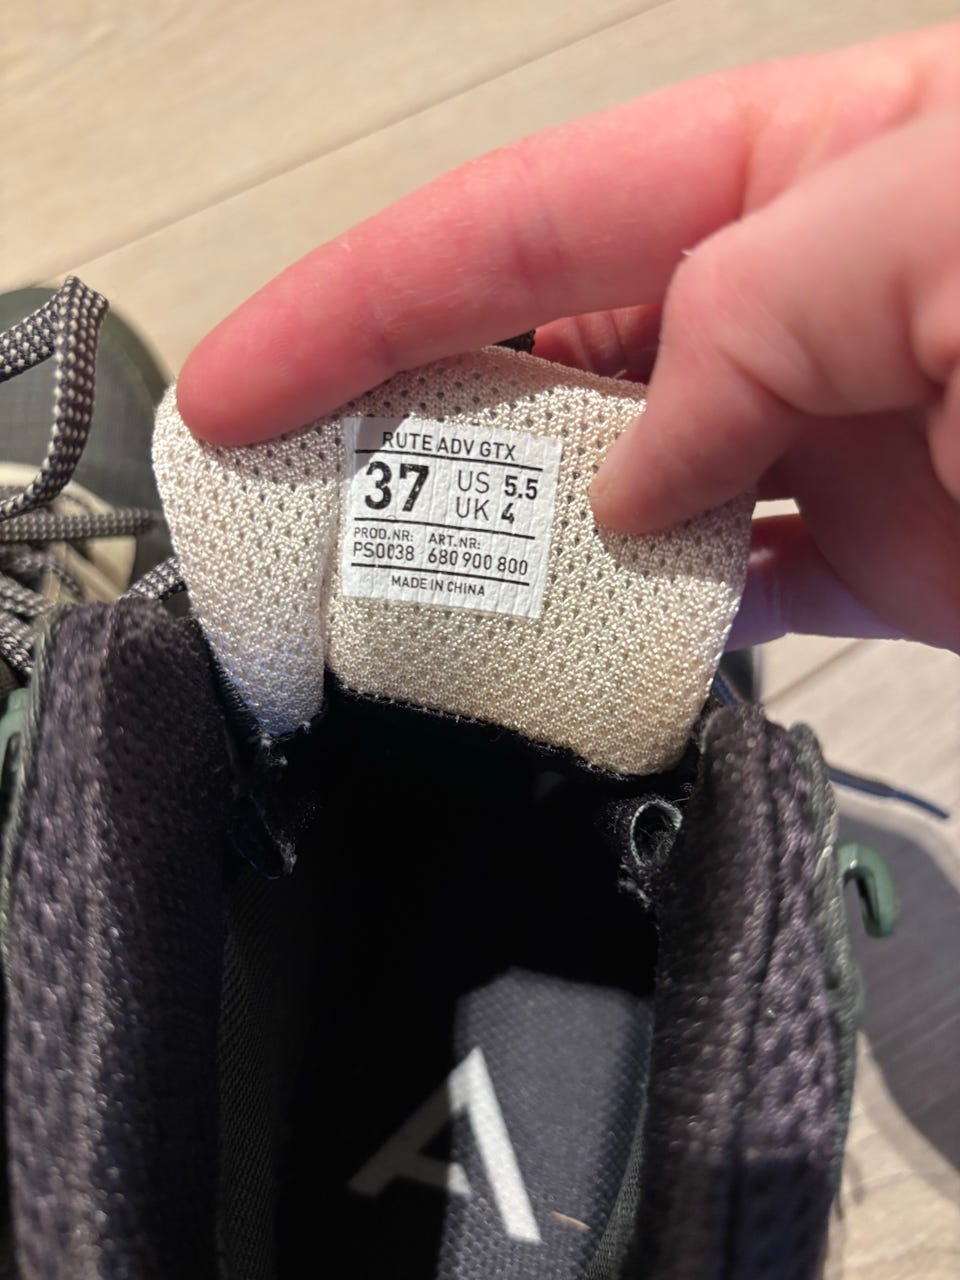 RUTE ADV GTX
37 US 5.5
UK 4
PROD.NR: ART.NR:
PS0038 680 900 800
MADE IN CHINA
A